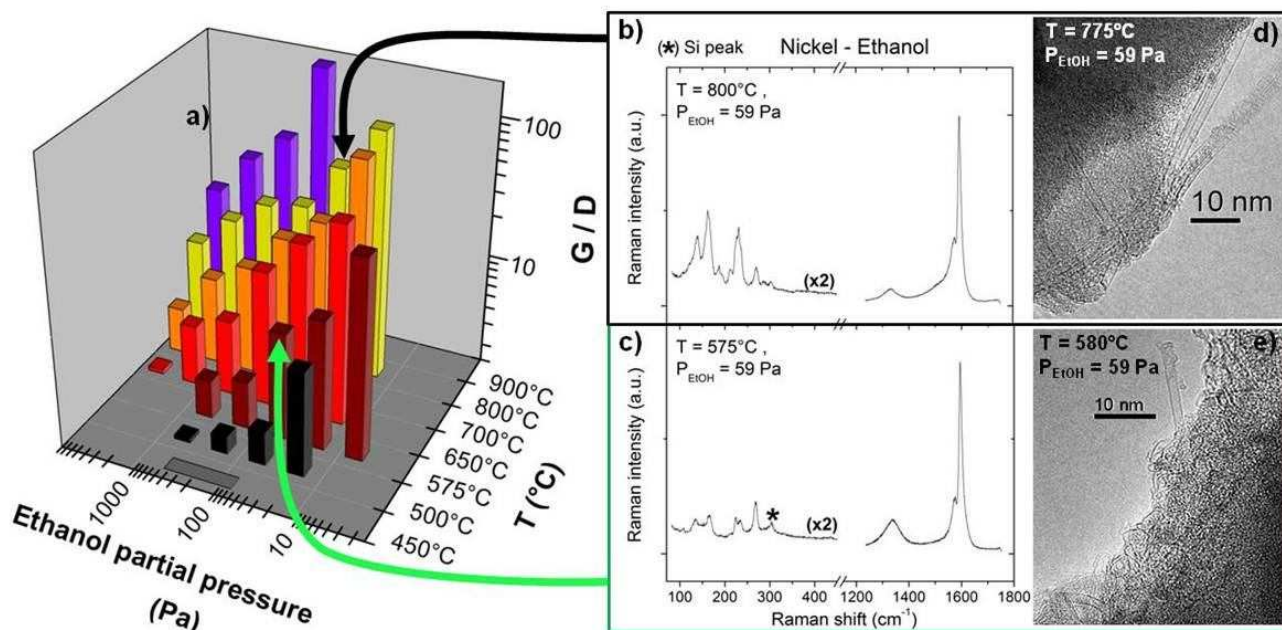 a)
100
10
G / D
900°C
800°C
700°C
650°C
575°C
500°C
450°C
T (°C)
1000
100
10
Ethanol partial pressure
(Pa)
b)
(*) Si peak
Nickel - Ethanol
T = 800°C ,
P_EtOH = 59 Pa
(x2)
Raman intensity (a.u.)
c)
T = 575°C ,
P_EtOH = 59 Pa
*
(x2)
Raman intensity (a.u.)
100 200 300 400 1200 1400 1600 1800
Raman shift (cm⁻¹)
T = 775°C
P_EtOH = 59 Pa
d)
10 nm
T = 580°C
P_EtOH = 59 Pa
e)
10 nm